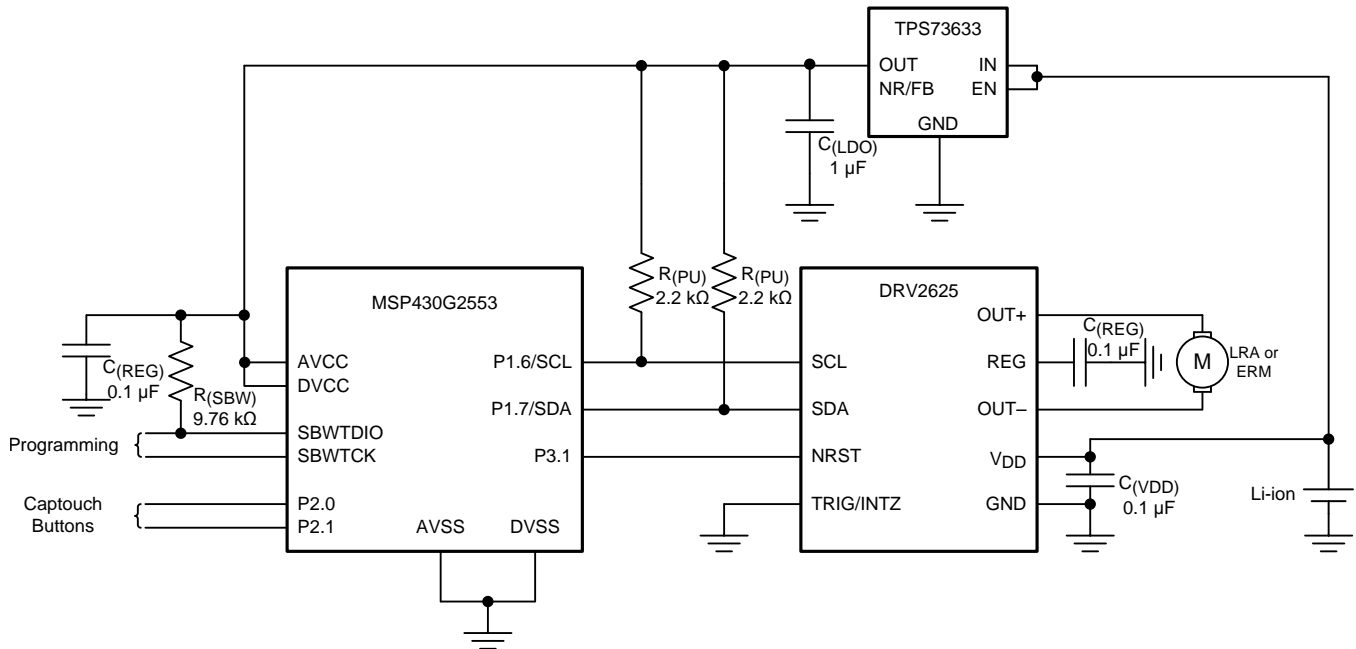 TPS73633
OUT
IN
NR/FB
EN
GND
C(LDO)
1 µF
R(PU)
2.2 kΩ
R(PU)
2.2 kΩ
MSP430G2553
DRV2625
C(REG)
0.1 µF
R(SBW)
9.76 kΩ
AVCC
DVCC
SBWTDIO
SBWTCK
P2.0
P2.1
AVSS
DVSS
P1.6/SCL
P1.7/SDA
P3.1
Programming
Captouch
Buttons
SCL
SDA
NRST
TRIG/INTZ
OUT+
REG
OUT–
VDD
GND
C(REG)
0.1 µF
M
LRA or
ERM
C(VDD)
0.1 µF
Li-ion